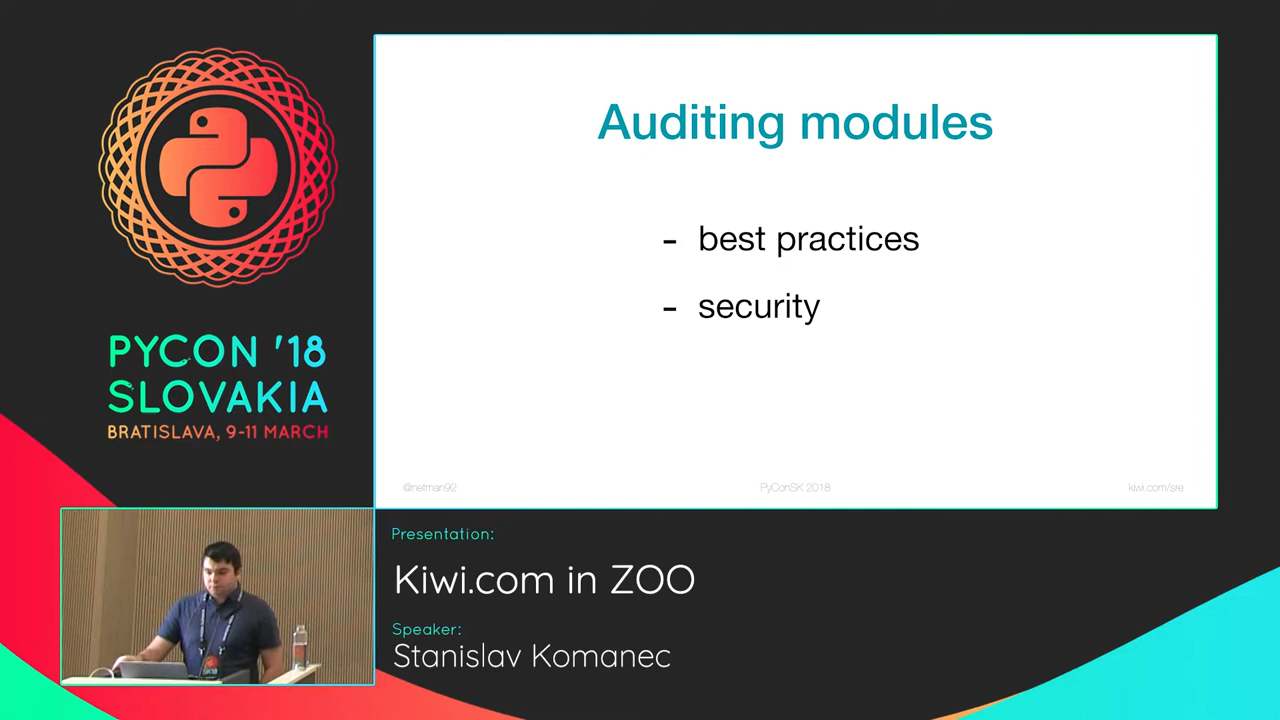 Auditing modules
- best practices
- security
@netman92
PyConSK 2018
kiwi.com/sre
PYCON '18
SLOVAKIA
BRATISLAVA, 9-11 MARCH
Presentation:
Kiwi.com in ZOO
Speaker:
Stanislav Komanec